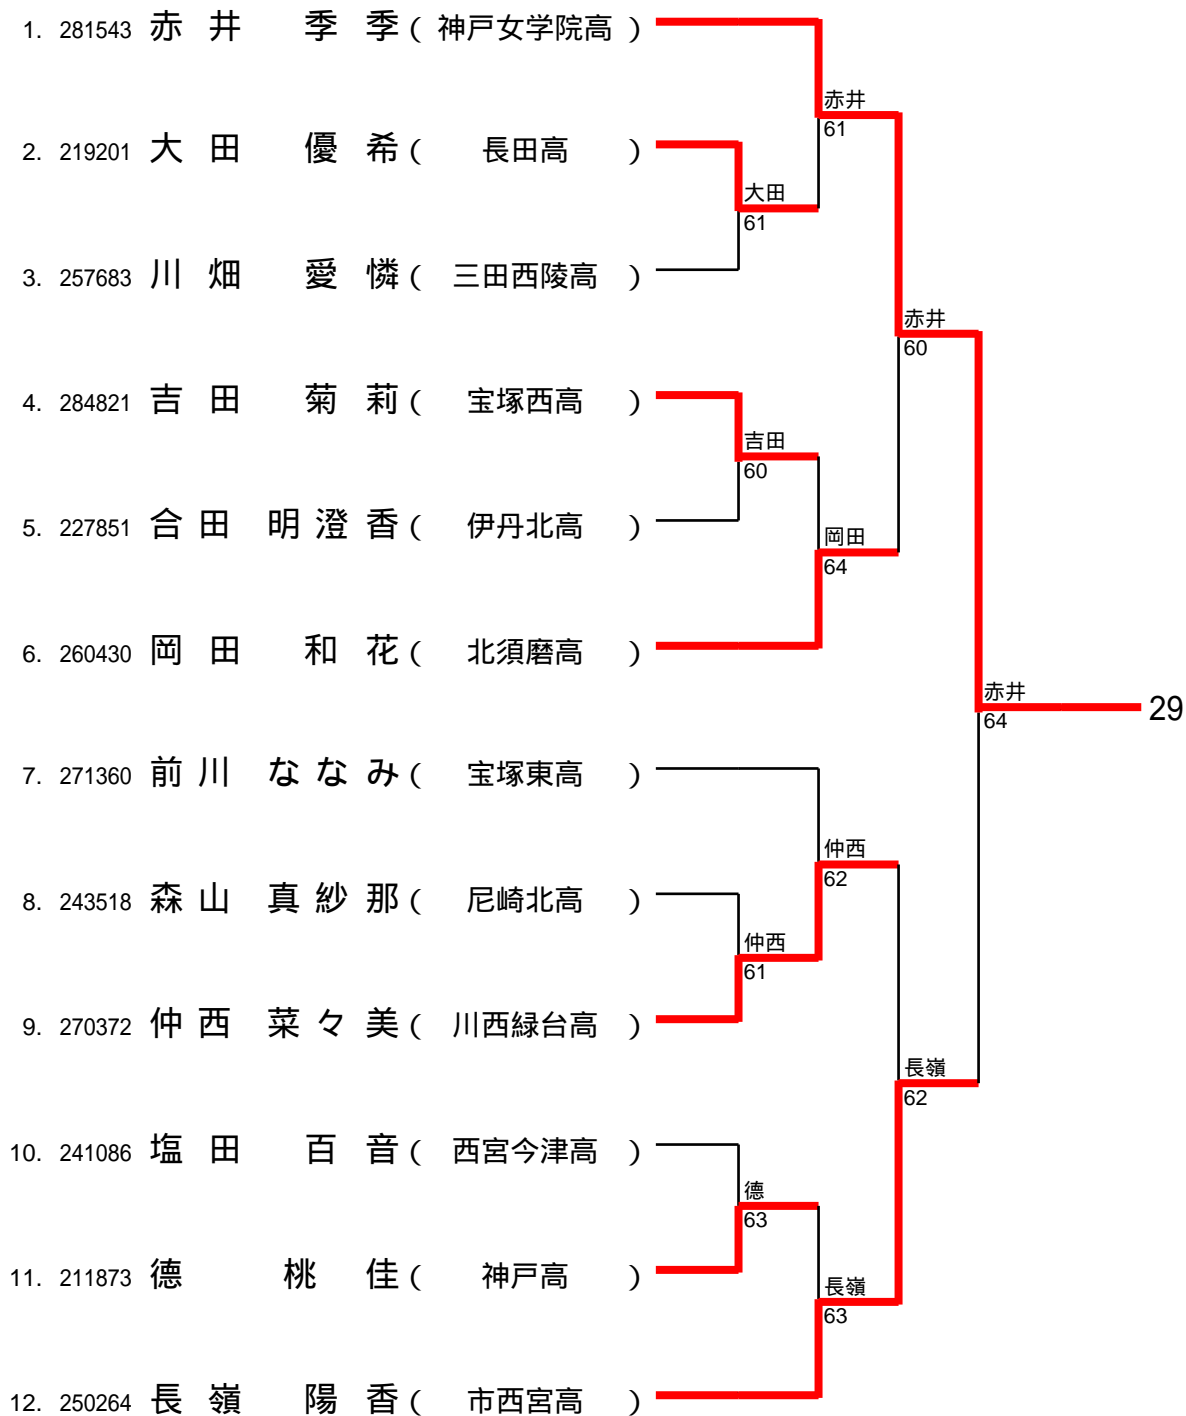 1. 281543 赤井 季季 ( 神戸女学院高 )
赤井
61
2. 219201 大田 優希 ( 長田高 )
大田
61
3. 257683 川畑 愛憐 ( 三田西陵高 )
赤井
60
4. 284821 吉田 菊莉 ( 宝塚西高 )
吉田
60
5. 227851 合田 明澄香 ( 伊丹北高 )
岡田
64
6. 260430 岡田 和花 ( 北須磨高 )
赤井
64
29
7. 271360 前川 ななみ ( 宝塚東高 )
仲西
62
8. 243518 森山 真紗那 ( 尼崎北高 )
仲西
61
9. 270372 仲西 菜々美 ( 川西緑台高 )
長嶺
62
10. 241086 塩田 百音 ( 西宮今津高 )
德
63
11. 211873 德 桃佳 ( 神戸高 )
長嶺
63
12. 250264 長嶺 陽香 ( 市西宮高 )